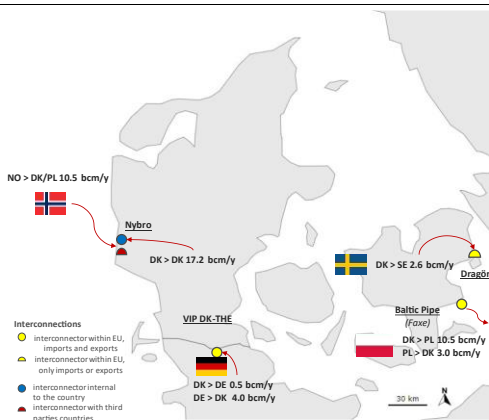 NO > DK/PL 10.5 bcm/y
Nybro
DK > DK 17.2 bcm/y
DK > SE 2.6 bcm/y
Dragör
Baltic Pipe
(Faxe)
DK > PL 10.5 bcm/y
PL > DK 3.0 bcm/y
VIP DK-THE
DK > DE 0.5 bcm/y
DE > DK 4.0 bcm/y
Interconnections
interconnector within EU,
imports and exports
interconnector within EU,
only imports or exports
interconnector internal
to the country
interconnector with third
parties countries
30 km
N